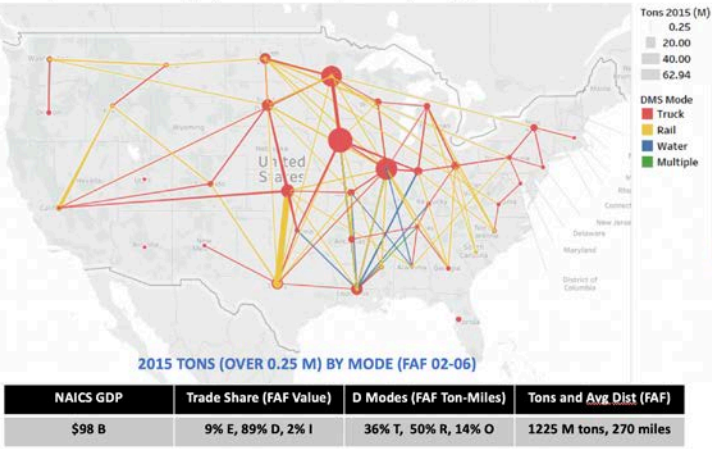 Tons 2015 (M)
0.25
20.00
40.00
62.94
DMS Mode
Truck
Rail
Water
Multiple
Wyoming
United
States
Maine
New Jersey
Delaware
Maryland
District of
Columbia
2015 TONS (OVER 0.25 M) BY MODE (FAF 02-06)
NAICS GDP Trade Share (FAF Value) D Modes (FAF Ton-Miles) Tons and Avg Dist (FAF)
$98 B 9% E, 89% D, 2% I 36% T, 50% R, 14% O 1225 M tons, 270 miles